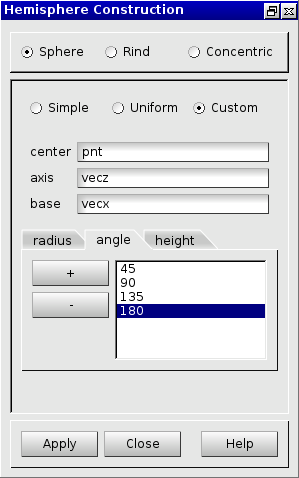 Hemisphere Construction
Sphere Rind Concentric
Simple Uniform Custom
center pnt
axis vecz
base vecx
radius angle height
+
-
45
90
135
180
Apply Close Help